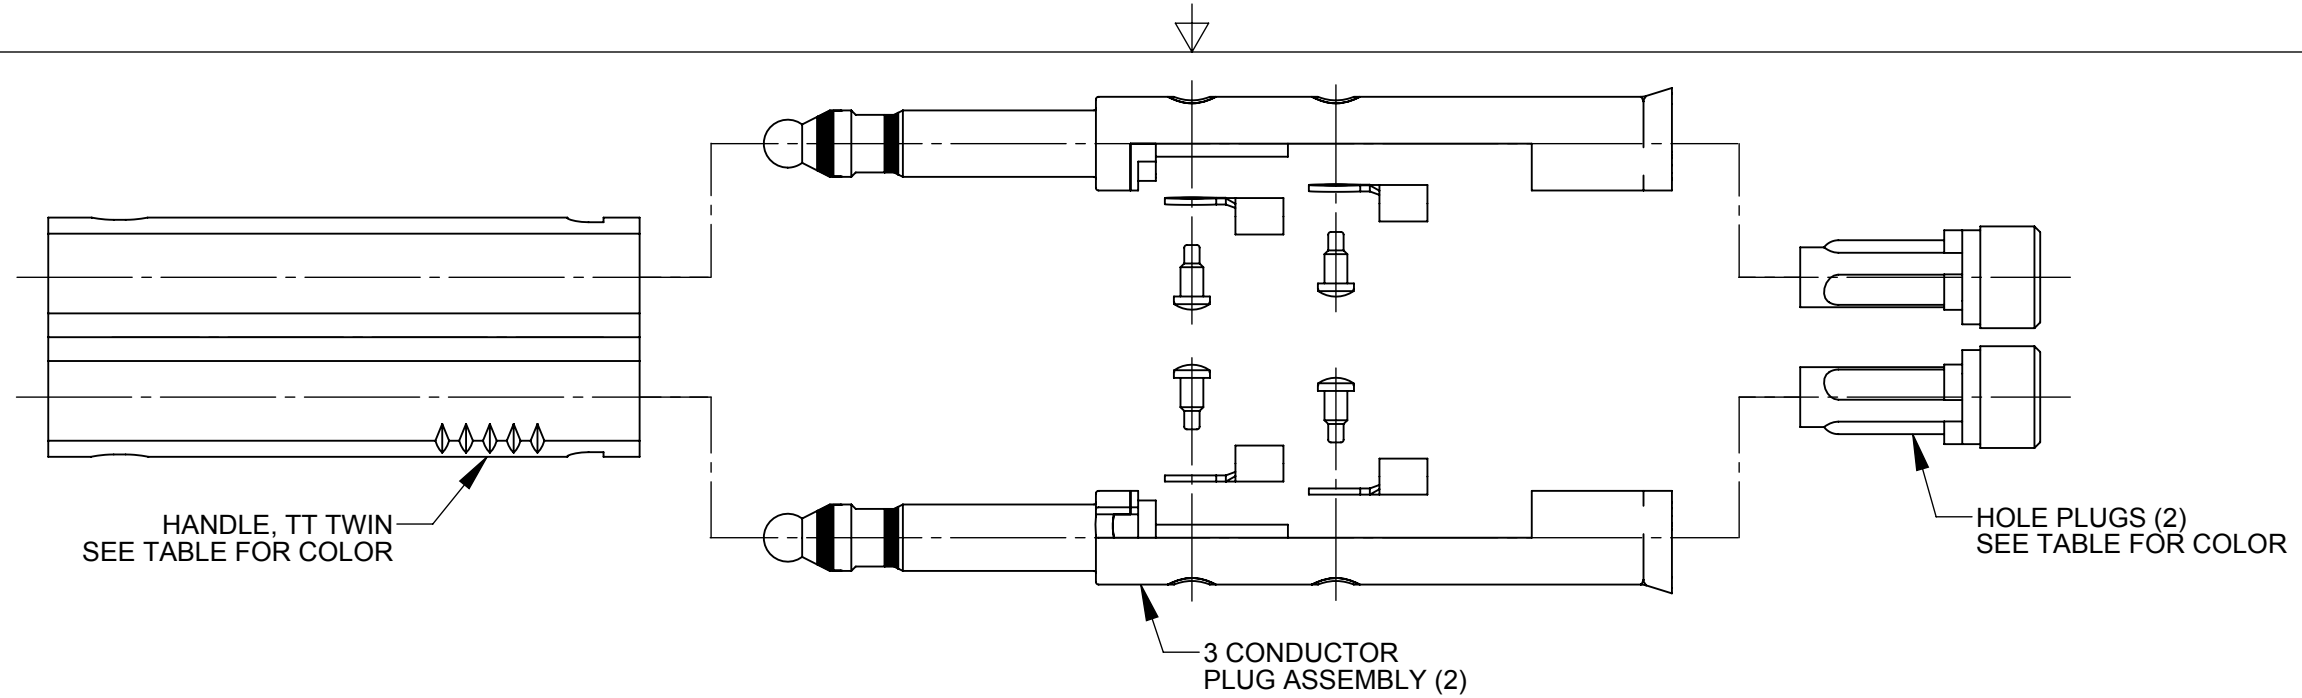 HANDLE, TT TWIN
SEE TABLE FOR COLOR
HOLE PLUGS (2)
SEE TABLE FOR COLOR
3 CONDUCTOR
PLUG ASSEMBLY (2)